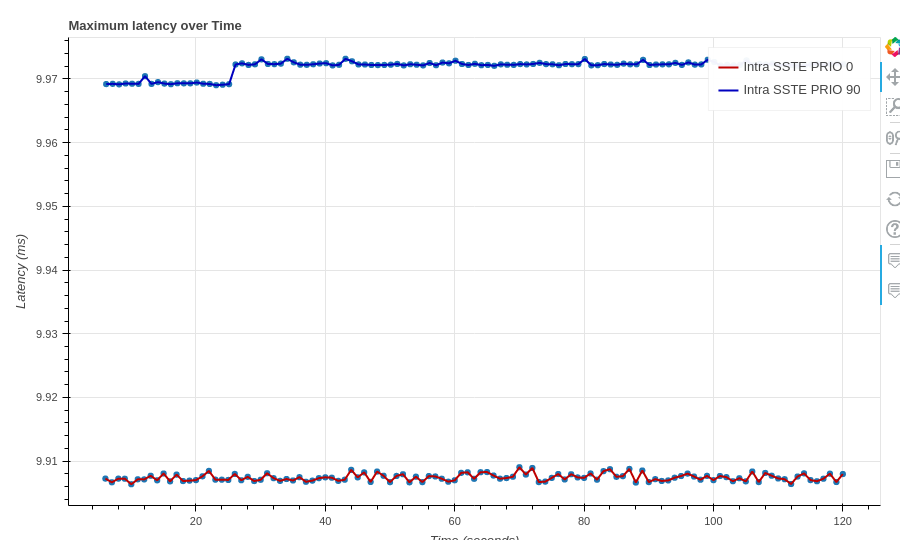 Maximum latency over Time
Intra SSTE PRIO 0
Intra SSTE PRIO 90
9.97
9.96
9.95
9.94
9.93
9.92
9.91
Latency (ms)
20 40 60 80 100 120
Time (seconds)